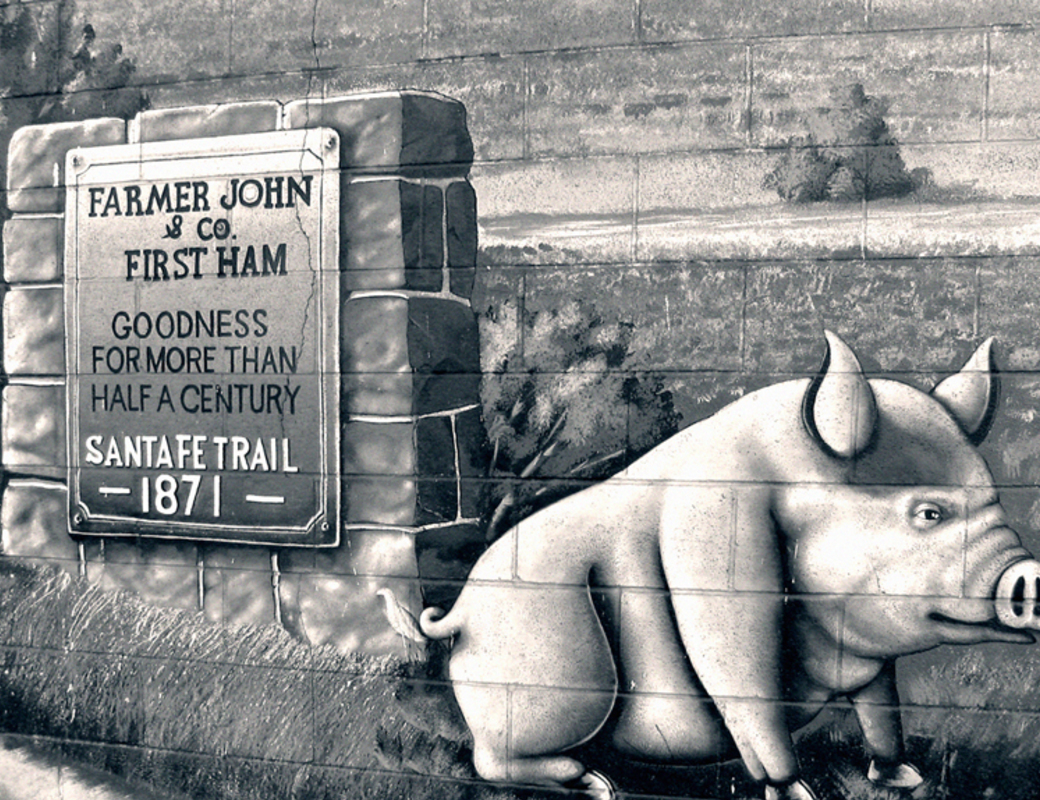 FARMER JOHN
& CO.
FIRST HAM
GOODNESS
FOR MORE THAN
HALF A CENTURY
SANTA FE TRAIL
— 1871 —